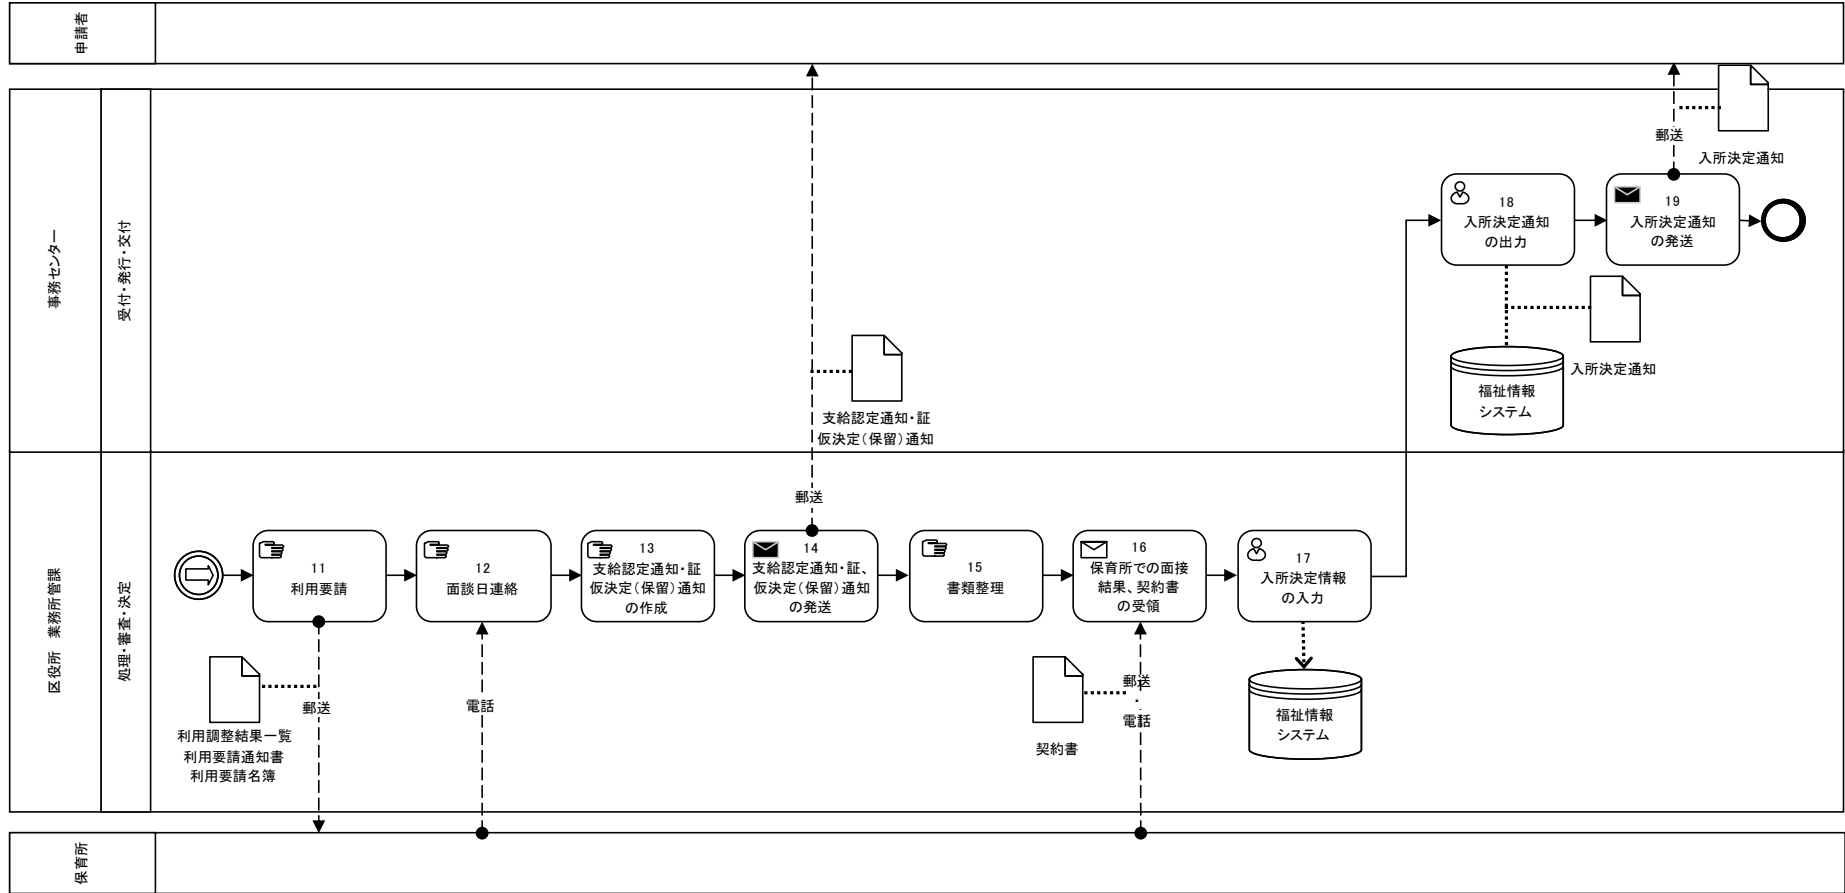 申請者
事務センター
受付・発行・交付
郵送
入所決定通知
18
入所決定通知
の出力
19
入所決定通知
の発送
入所決定通知
福祉情報
システム
支給認定通知・証
仮決定(保留)通知
郵送
区役所　業務所管課
処理・審査・決定
11
利用要請
12
面談日連絡
13
支給認定通知・証
仮決定(保留)通知
の作成
14
支給認定通知・証、
仮決定(保留)通知
の発送
15
書類整理
16
保育所での面接
結果、契約書
の受領
17
入所決定情報
の入力
郵送
利用調整結果一覧
利用要請通知書
利用要請名簿
電話
郵送
・
電話
契約書
福祉情報
システム
保育所